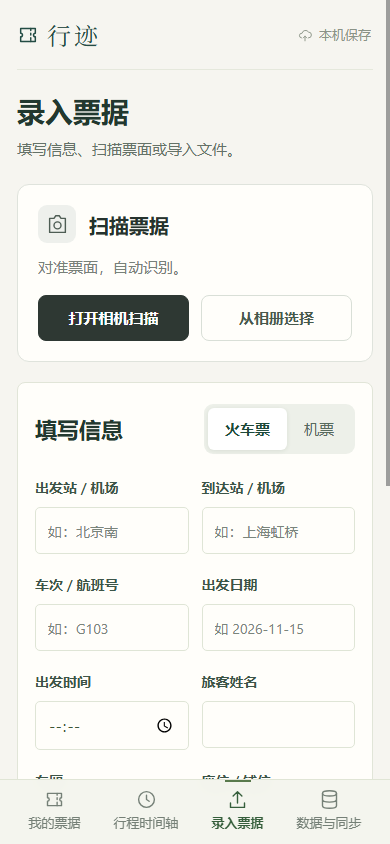 行迹
本机保存
录入票据
填写信息、扫描票面或导入文件。
扫描票据
对准票面，自动识别。
打开相机扫描
从相册选择
填写信息
火车票
机票
出发站 / 机场
到达站 / 机场
如：北京南
如：上海虹桥
车次 / 航班号
出发日期
如：G103
如 2026-11-15
出发时间
旅客姓名
--:--
我的票据
行程时间轴
录入票据
数据与同步